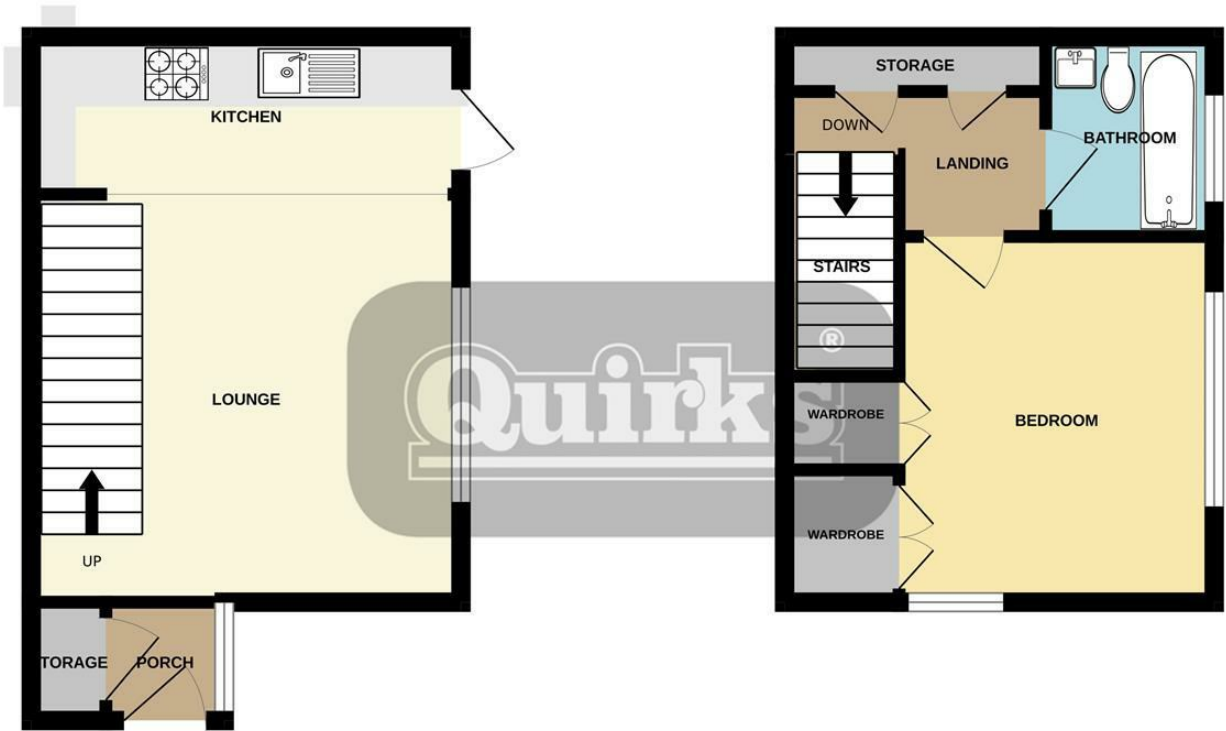 KITCHEN
LOUNGE
UP
TORAGE
PORCH
STORAGE
DOWN
LANDING
BATHROOM
STAIRS
WARDROBE
BEDROOM
WARDROBE
Quirks ®